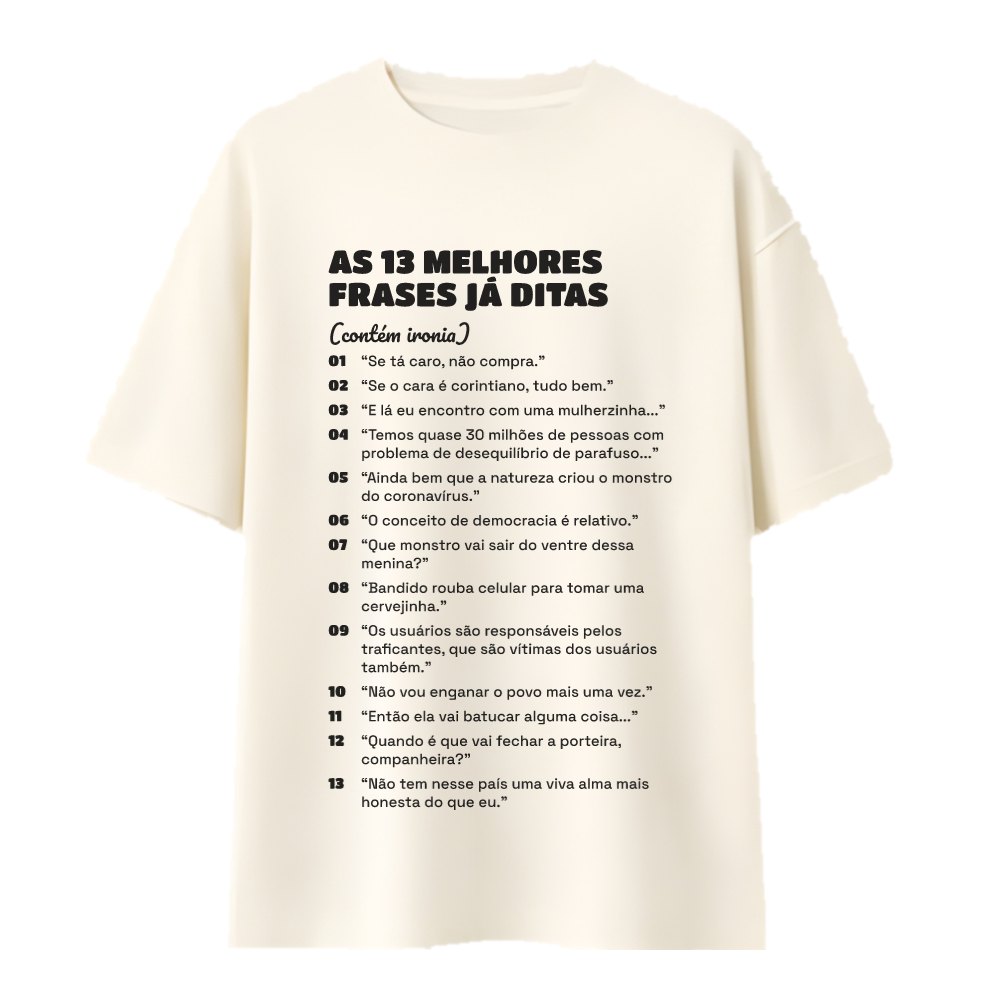 AS 13 MELHORES
FRASES JÁ DITAS
(contém ironia)
01 “Se tá caro, não compra.”
02 “Se o cara é corintiano, tudo bem.”
03 “E lá eu encontro com uma mulherzinha...”
04 “Temos quase 30 milhões de pessoas com
problema de desequilíbrio de parafuso...”
05 “Ainda bem que a natureza criou o monstro
do coronavírus.”
06 “O conceito de democracia é relativo.”
07 “Que monstro vai sair do ventre dessa
menina?”
08 “Bandido rouba celular para tomar uma
cervejinha.”
09 “Os usuários são responsáveis pelos
traficantes, que são vítimas dos usuários
também.”
10 “Não vou enganar o povo mais uma vez.”
11 “Então ela vai batucar alguma coisa...”
12 “Quando é que vai fechar a porteira,
companheira?”
13 “Não tem nesse país uma viva alma mais
honesta do que eu.”